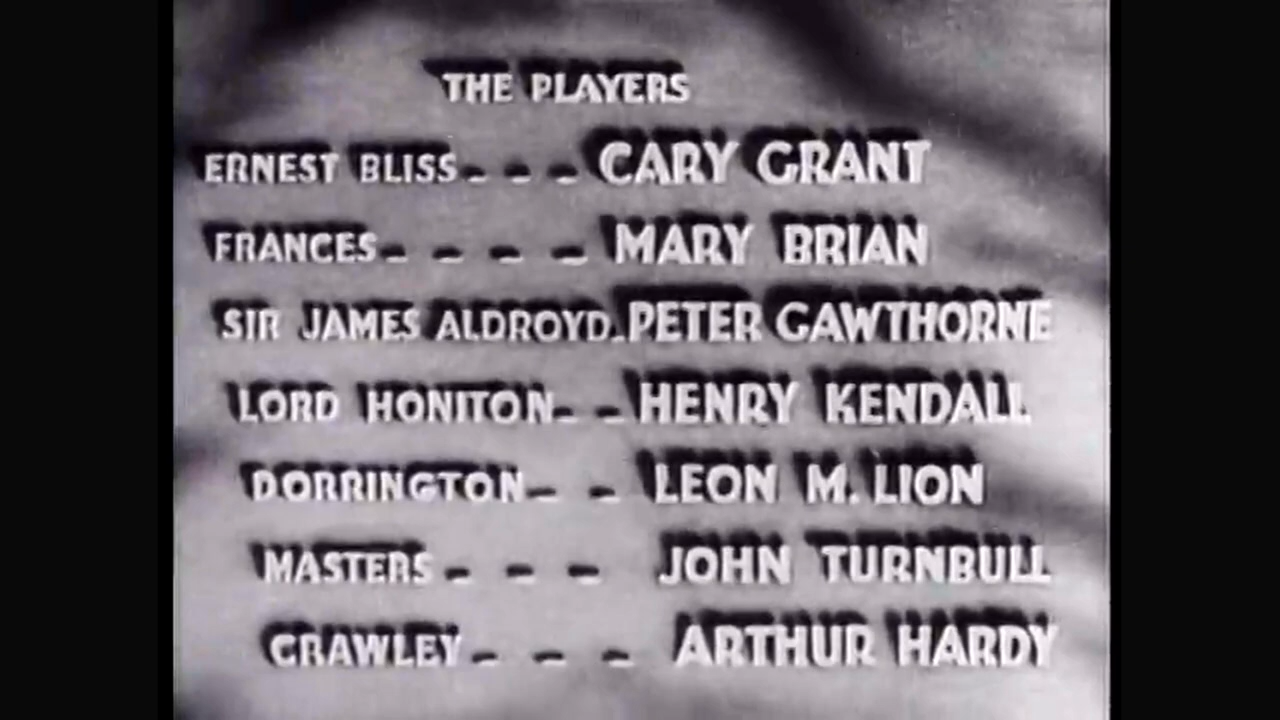 THE PLAYERS
ERNEST BLISS - - - CARY GRANT
FRANCES - - - - MARY BRIAN
SIR JAMES ALDROYD - PETER GAWTHORNE
LORD HONITON - - HENRY KENDALL
DORRINGTON - - LEON M. LION
MASTERS - - - JOHN TURNBULL
CRAWLEY - - - ARTHUR HARDY